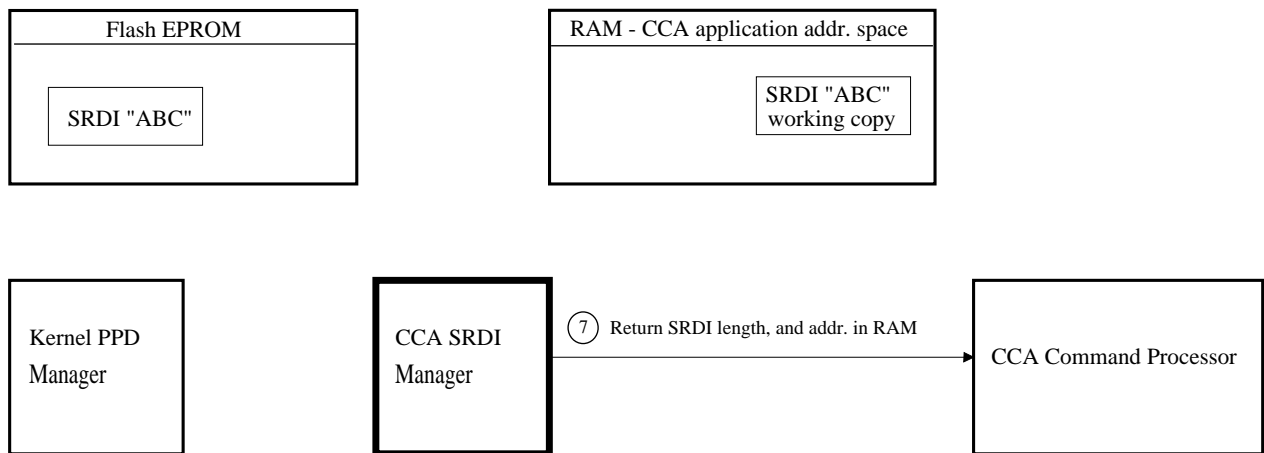 Flash EPROM
RAM - CCA application addr. space
SRDI "ABC"
SRDI "ABC"
working copy
Kernel PPD
Manager
CCA SRDI
Manager
7 Return SRDI length, and addr. in RAM
CCA Command Processor